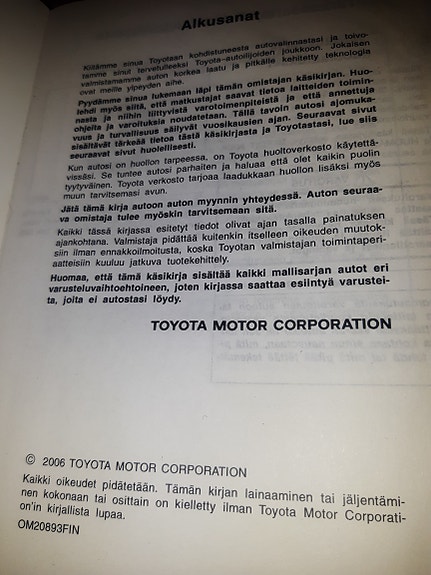 Alkusanat
Kiitämme sinua Toyotaan kohdistuneesta autovalinnastasi ja toivo-
tamme sinut tervetulleeksi Toyota-autoilijoiden joukkoon. Jokaisen
valmistamamme auton korkea laatu ja pitkälle kehitetty teknologia
ovat meille ylpeyden aihe.
Pyydämme sinua lukemaan läpi tämän omistajan käsikirjan. Huo-
lehdi myös siitä, että matkustajat saavat tietoa laitteiden toimin-
nasta ja niihin liittyvistä varotoimenpiteistä ja että annettuja
ohjeita ja varoituksia noudatetaan. Tällä tavoin autosi ajomuka-
vuus ja turvallisuus säilyvät vuosikausien ajan. Seuraavat sivut
sisältävät tärkeää tietoa tästä käsikirjasta ja Toyotastasi, lue siis
seuraavat sivut huolellisesti.
Kun autosi on huollon tarpeessa, on Toyota huoltoverkosto käytettä-
vissäsi. Se tuntee autosi parhaiten ja haluaa että olet kaikin puolin
tyytyväinen. Toyota verkosto tarjoaa laadukkaan huollon lisäksi myös
muun tarvitsemasi avun.
Jätä tämä kirja autoon auton myynnin yhteydessä. Auton seuraa-
va omistaja tulee myöskin tarvitsemaan sitä.
Kaikki tässä kirjassa esitetyt tiedot olivat ajan tasalla painatuksen
ajankohtana. Valmistaja pidättää kuitenkin itselleen oikeuden muutok-
siin ilman ennakkoilmoitusta, koska Toyotan valmistajan toimintaperi-
aatteisiin kuuluu jatkuva tuotekehittely.
Huomaa, että tämä käsikirja sisältää kaikki mallisarjan autot eri
varusteluvaihtoehtoineen, joten kirjassa saattaa esiintyä varustei-
ta, joita ei autostasi löydy.
TOYOTA MOTOR CORPORATION
© 2006 TOYOTA MOTOR CORPORATION
Kaikki oikeudet pidätetään. Tämän kirjan lainaaminen tai jäljentämi-
nen kokonaan tai osittain on kielletty ilman Toyota Motor Corporati-
on'in kirjallista lupaa.
OM20893FIN